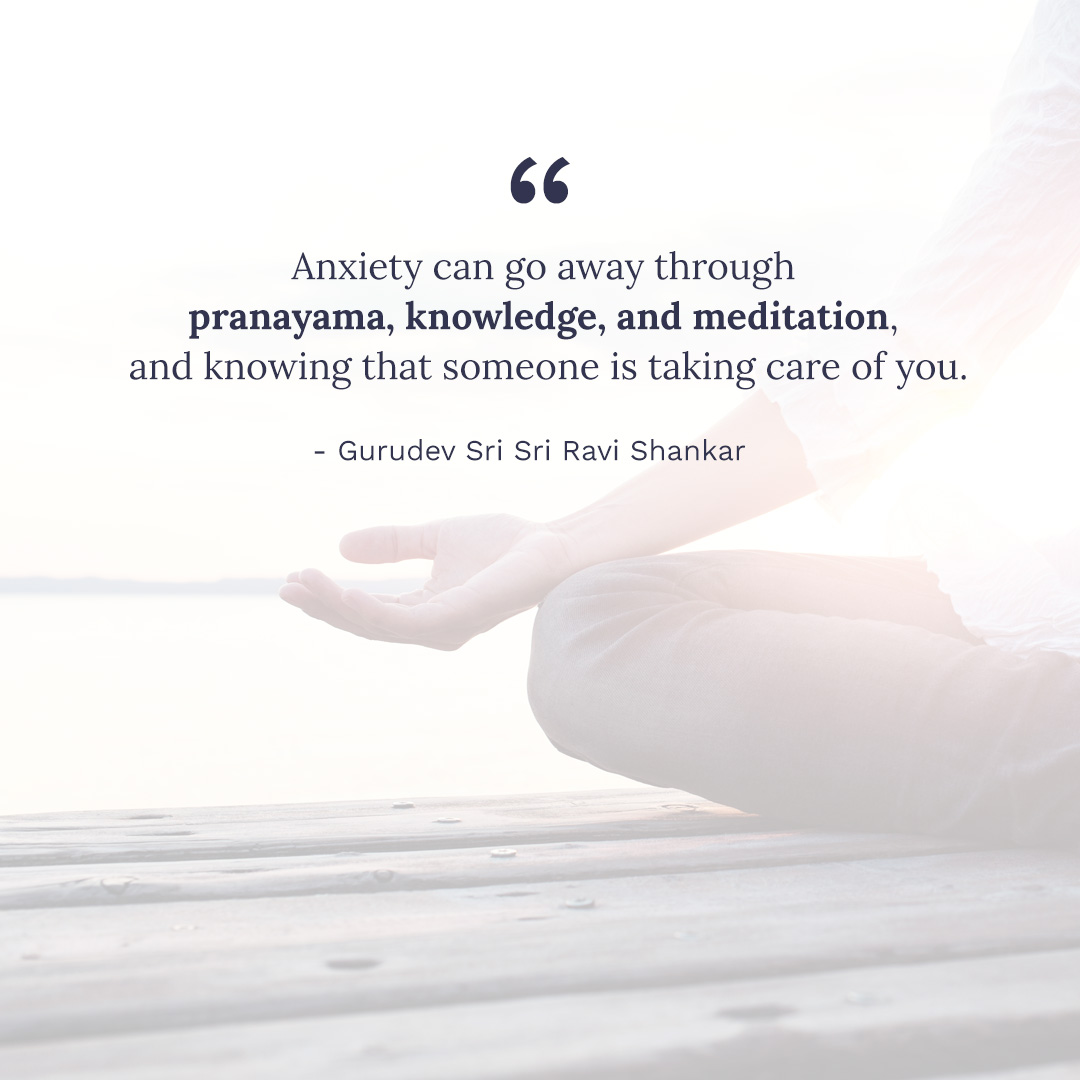 “
Anxiety can go away through
pranayama, knowledge, and meditation,
and knowing that someone is taking care of you.
- Gurudev Sri Sri Ravi Shankar